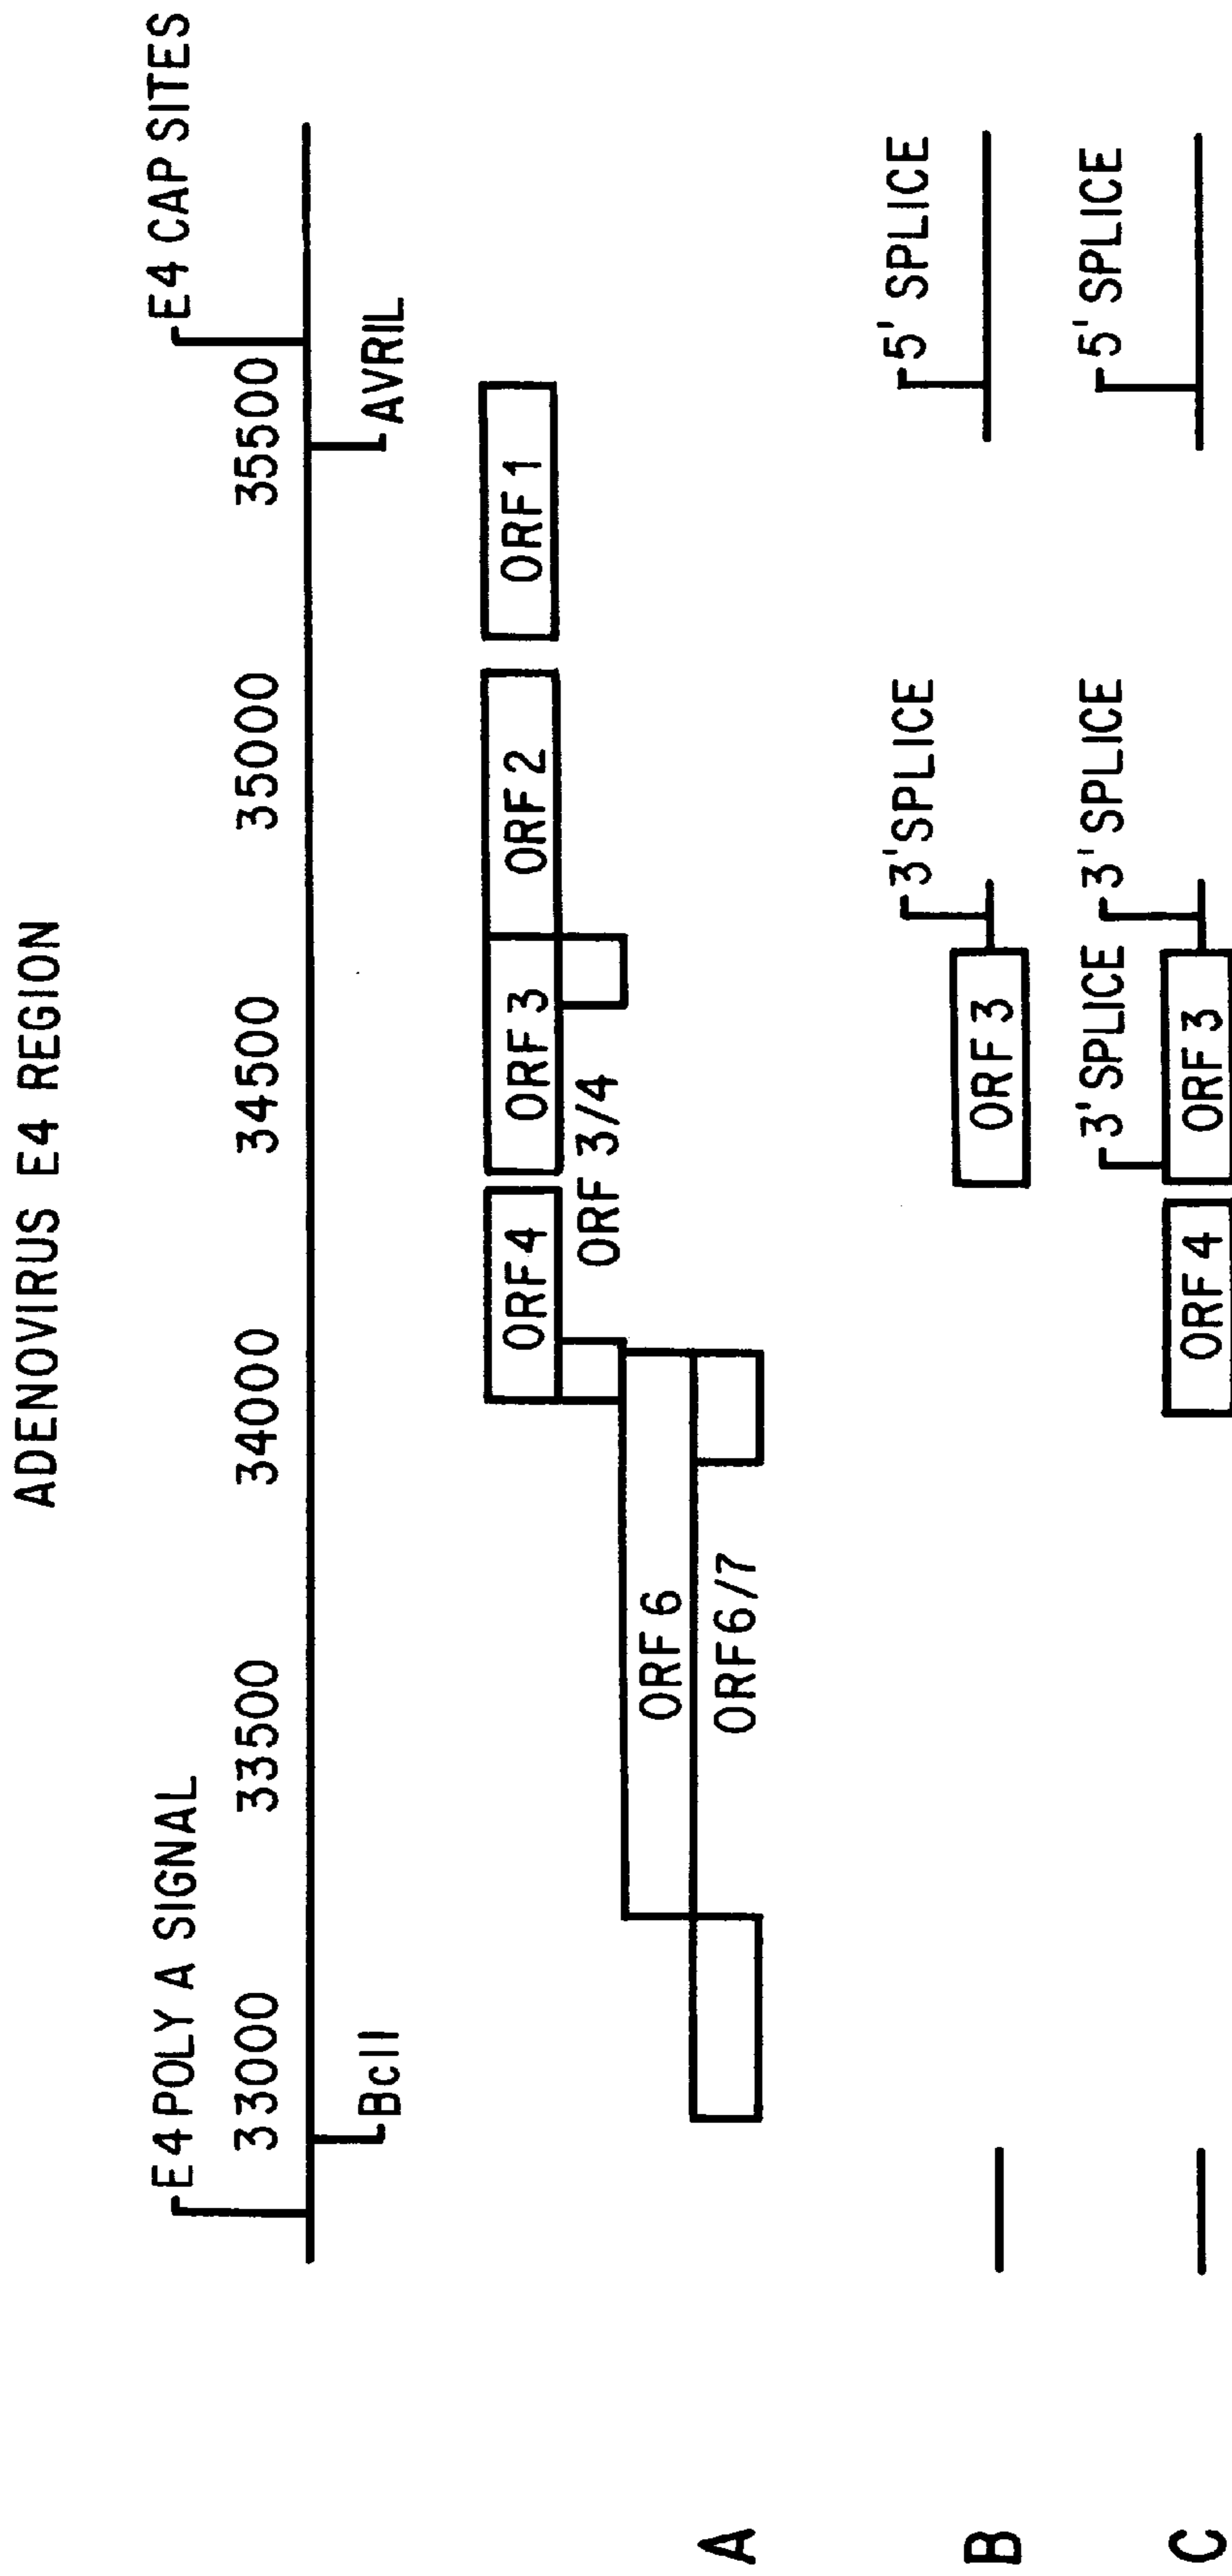 ADENOVIRUS E4 REGION
E4 POLY A SIGNAL
E4 CAP SITES
33000 33500 34000 34500 35000 35500
BclI
AVRII
ORF 4 ORF 3 ORF 2 ORF 1
ORF 3/4
ORF 6
A
ORF6/7
3' SPLICE 5' SPLICE
B
ORF 3
3' SPLICE 3' SPLICE 5' SPLICE
C
ORF 4 ORF 3